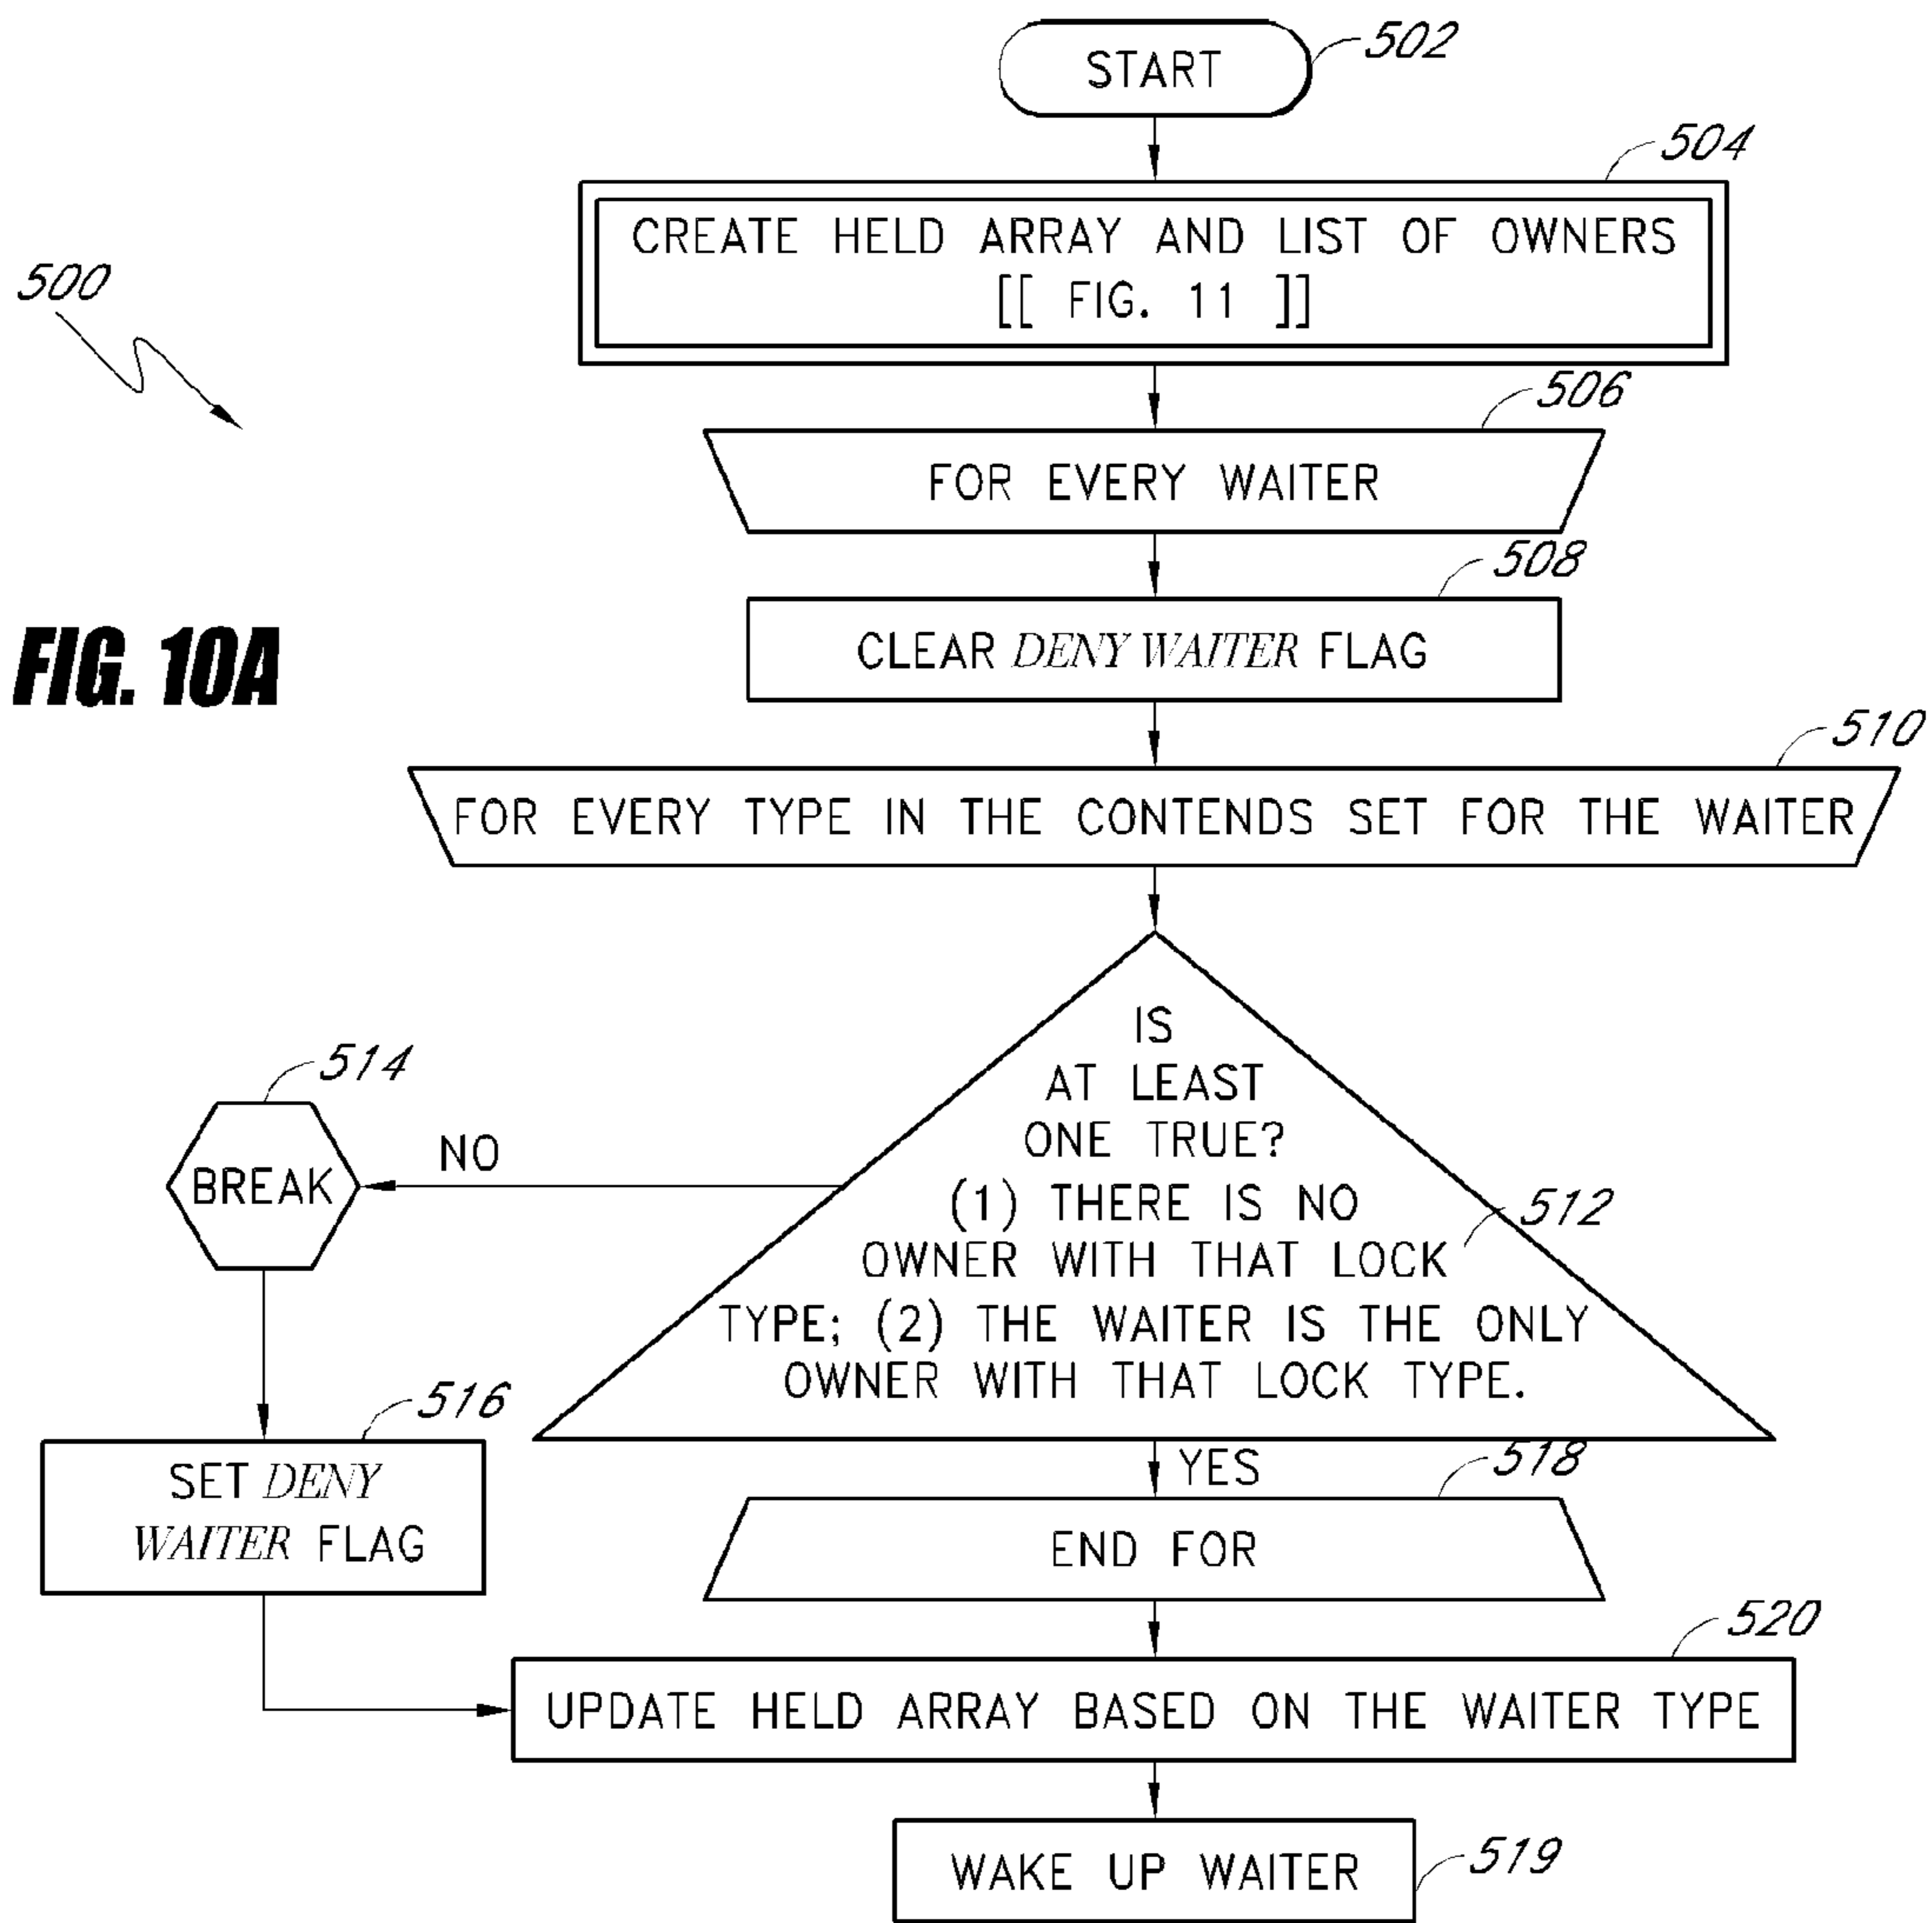 START
502
504
CREATE HELD ARRAY AND LIST OF OWNERS
[[ FIG. 11 ]]
500
506
FOR EVERY WAITER
508
CLEAR DENY WAITER FLAG
FIG. 10A
510
FOR EVERY TYPE IN THE CONTENDS SET FOR THE WAITER
IS
AT LEAST
ONE TRUE?
(1) THERE IS NO
OWNER WITH THAT LOCK
TYPE; (2) THE WAITER IS THE ONLY
OWNER WITH THAT LOCK TYPE.
512
514
NO
BREAK
516
SET DENY
WAITER FLAG
YES
518
END FOR
520
UPDATE HELD ARRAY BASED ON THE WAITER TYPE
WAKE UP WAITER
519